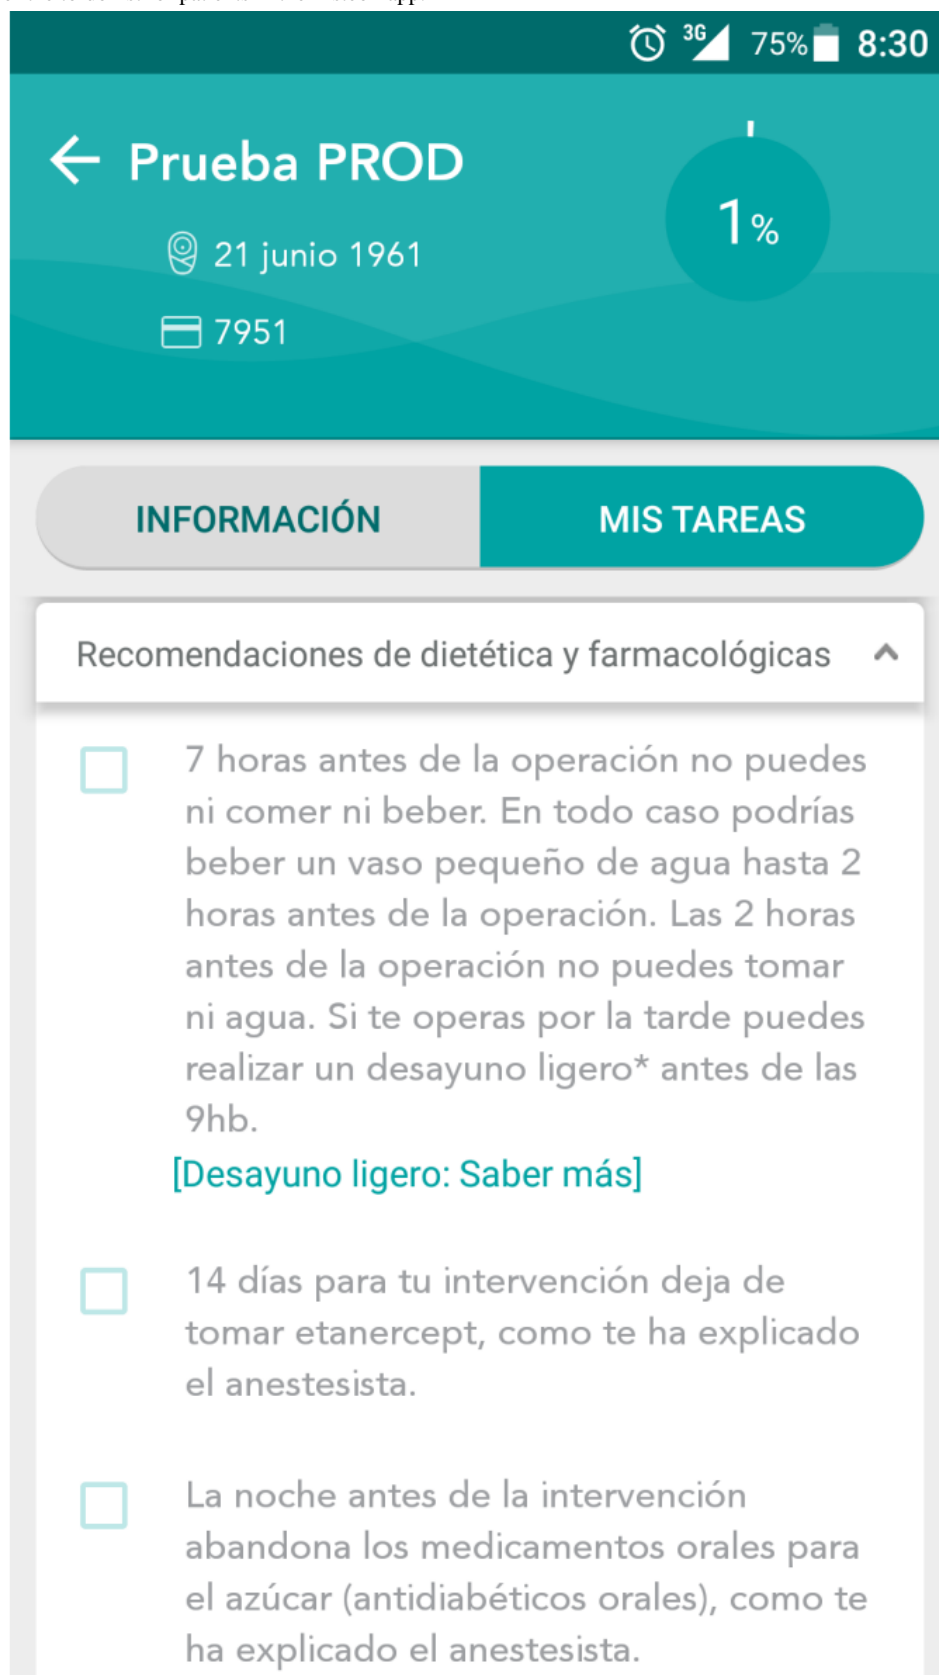 3G 75% 8:30
Prueba PROD
1%
21 junio 1961
7951
INFORMACIÓN MIS TAREAS
Recomendaciones de dietética y farmacológicas
7 horas antes de la operación no puedes
ni comer ni beber. En todo caso podrías
beber un vaso pequeño de agua hasta 2
horas antes de la operación. Las 2 horas
antes de la operación no puedes tomar
ni agua. Si te operas por la tarde puedes
realizar un desayuno ligero* antes de las
9hb.
[Desayuno ligero: Saber más]
14 días para tu intervención deja de
tomar etanercept, como te ha explicado
el anestesista.
La noche antes de la intervención
abandona los medicamentos orales para
el azúcar (antidiabéticos orales), como te
ha explicado el anestesista.